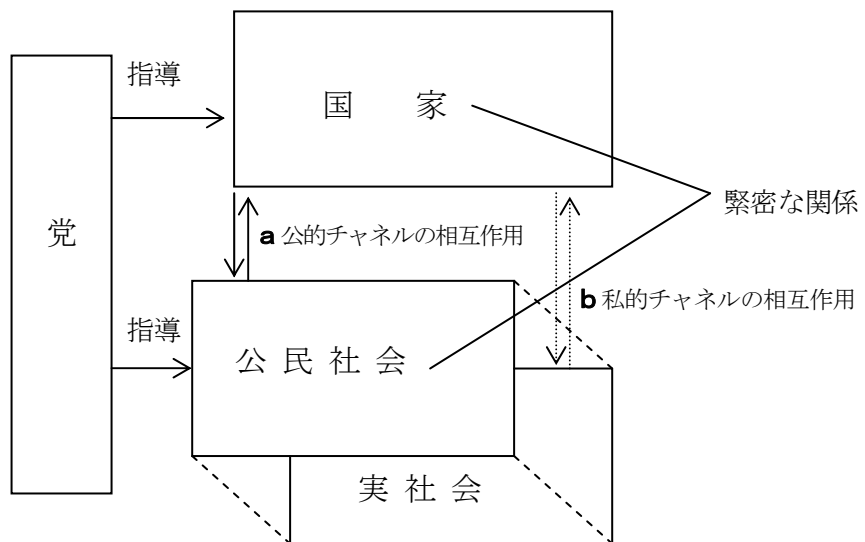 指導
国 家
党
緊密な関係
a 公的チャネルの相互作用
b 私的チャネルの相互作用
指導
公 民 社 会
実 社 会